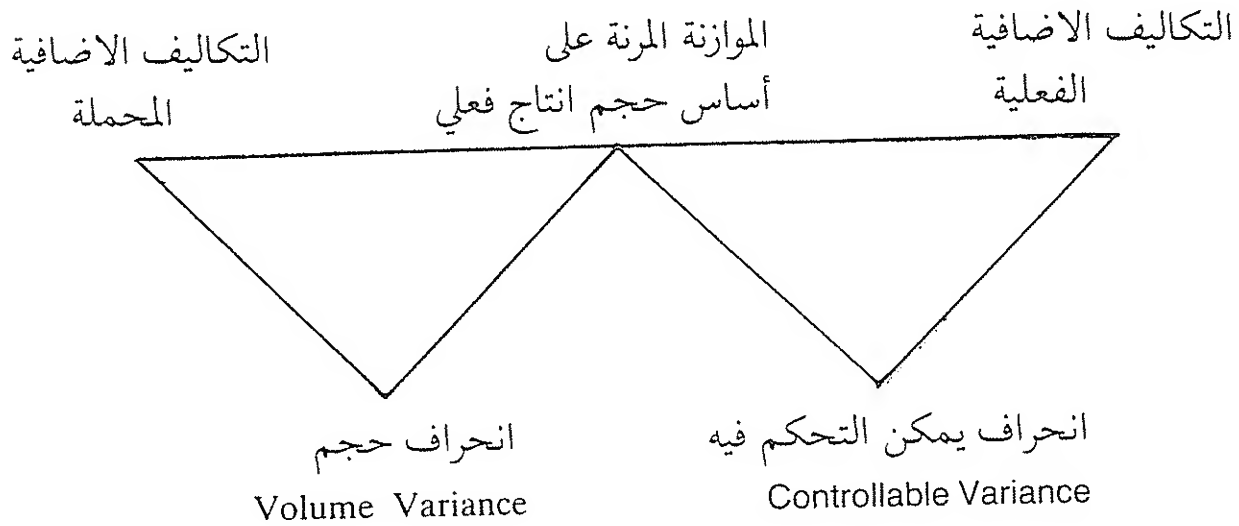 التكاليف الاضافية
الفعلية
الموازنة المرنة على
أساس حجم انتاج فعلي
التكاليف الاضافية
المحملة
انحراف يمكن التحكم فيه
Controllable Variance
انحراف حجم
Volume Variance